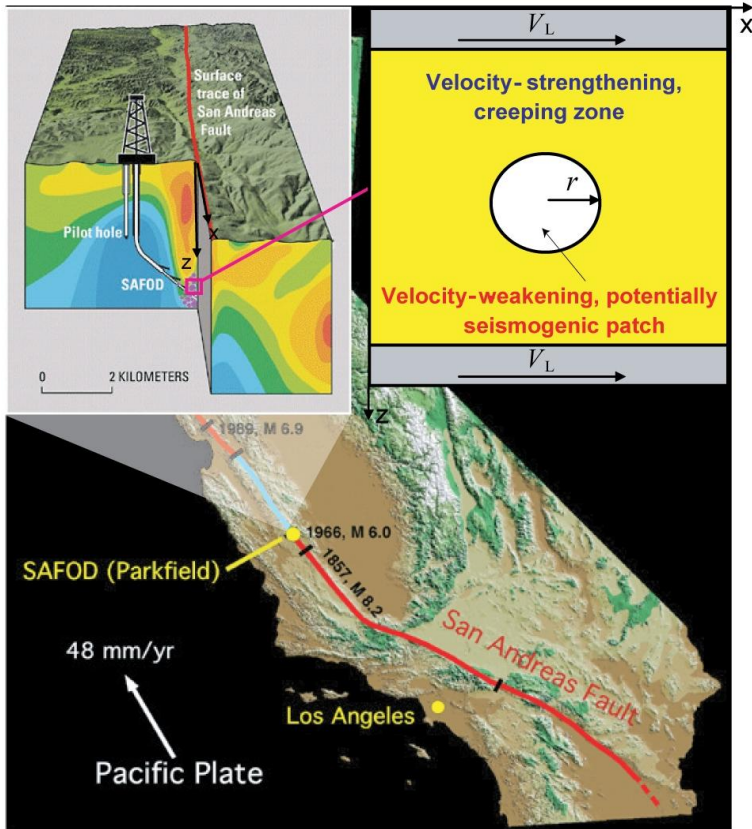 Surface
trace of
San Andreas
Fault
Pilot hole
SAFOD
x
z
0 2 KILOMETERS
x
V_L
Velocity-strengthening,
creeping zone
r
Velocity-weakening, potentially
seismogenic patch
V_L
z
1989, M 6.9
1966, M 6.0
SAFOD (Parkfield)
1857, M 8.2
48 mm/yr
San Andreas Fault
Los Angeles
Pacific Plate